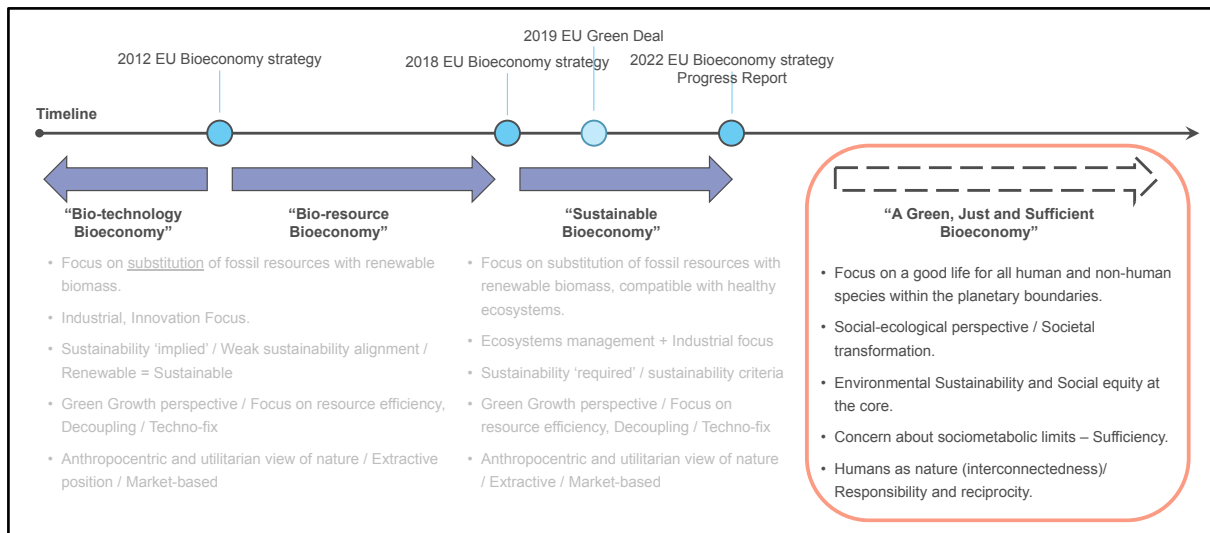 2019 EU Green Deal
2012 EU Bioeconomy strategy
2018 EU Bioeconomy strategy
2022 EU Bioeconomy strategy
Progress Report
Timeline
“Bio-technology
Bioeconomy”
“Bio-resource
Bioeconomy”
• Focus on substitution of fossil resources with renewable
biomass.
• Industrial, Innovation Focus.
• Sustainability ‘implied’ / Weak sustainability alignment /
Renewable = Sustainable
• Green Growth perspective / Focus on resource efficiency,
Decoupling / Techno-fix
• Anthropocentric and utilitarian view of nature / Extractive
position / Market-based
“Sustainable
Bioeconomy”
• Focus on substitution of fossil resources with
renewable biomass, compatible with healthy
ecosystems.
• Ecosystems management + Industrial focus
• Sustainability ‘required’ / sustainability criteria
• Green Growth perspective / Focus on
resource efficiency, Decoupling / Techno-fix
• Anthropocentric and utilitarian view of nature
/ Extractive / Market-based
“A Green, Just and Sufficient
Bioeconomy”
• Focus on a good life for all human and non-human
species within the planetary boundaries.
• Social-ecological perspective / Societal
transformation.
• Environmental Sustainability and Social equity at
the core.
• Concern about sociometabolic limits – Sufficiency.
• Humans as nature (interconnectedness)/
Responsibility and reciprocity.